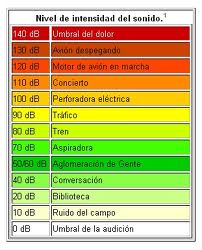 Nivel de intensidad del sonido.1
140 dB Umbral del dolor
130 dB Avión despegando
120 dB Motor de avión en marcha
110 dB Concierto
100 dB Perforadora eléctrica
90 dB Tráfico
80 dB Tren
70 dB Aspiradora
50/60 dB Aglomeración de Gente
40 dB Conversación
20 dB Biblioteca
10 dB Ruido del campo
0 dB Umbral de la audición